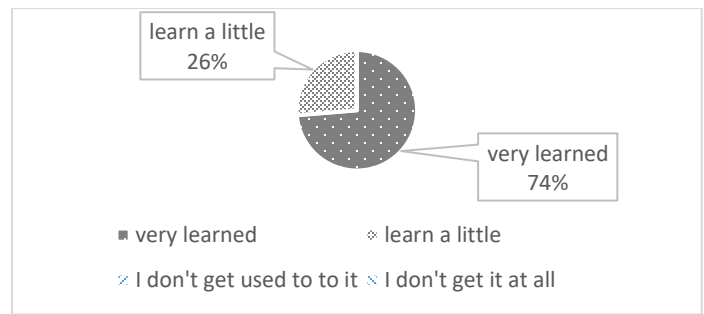 learn a little
26%
very learned
74%
very learned
learn a little
I don't get used to to it
I don't get it at all